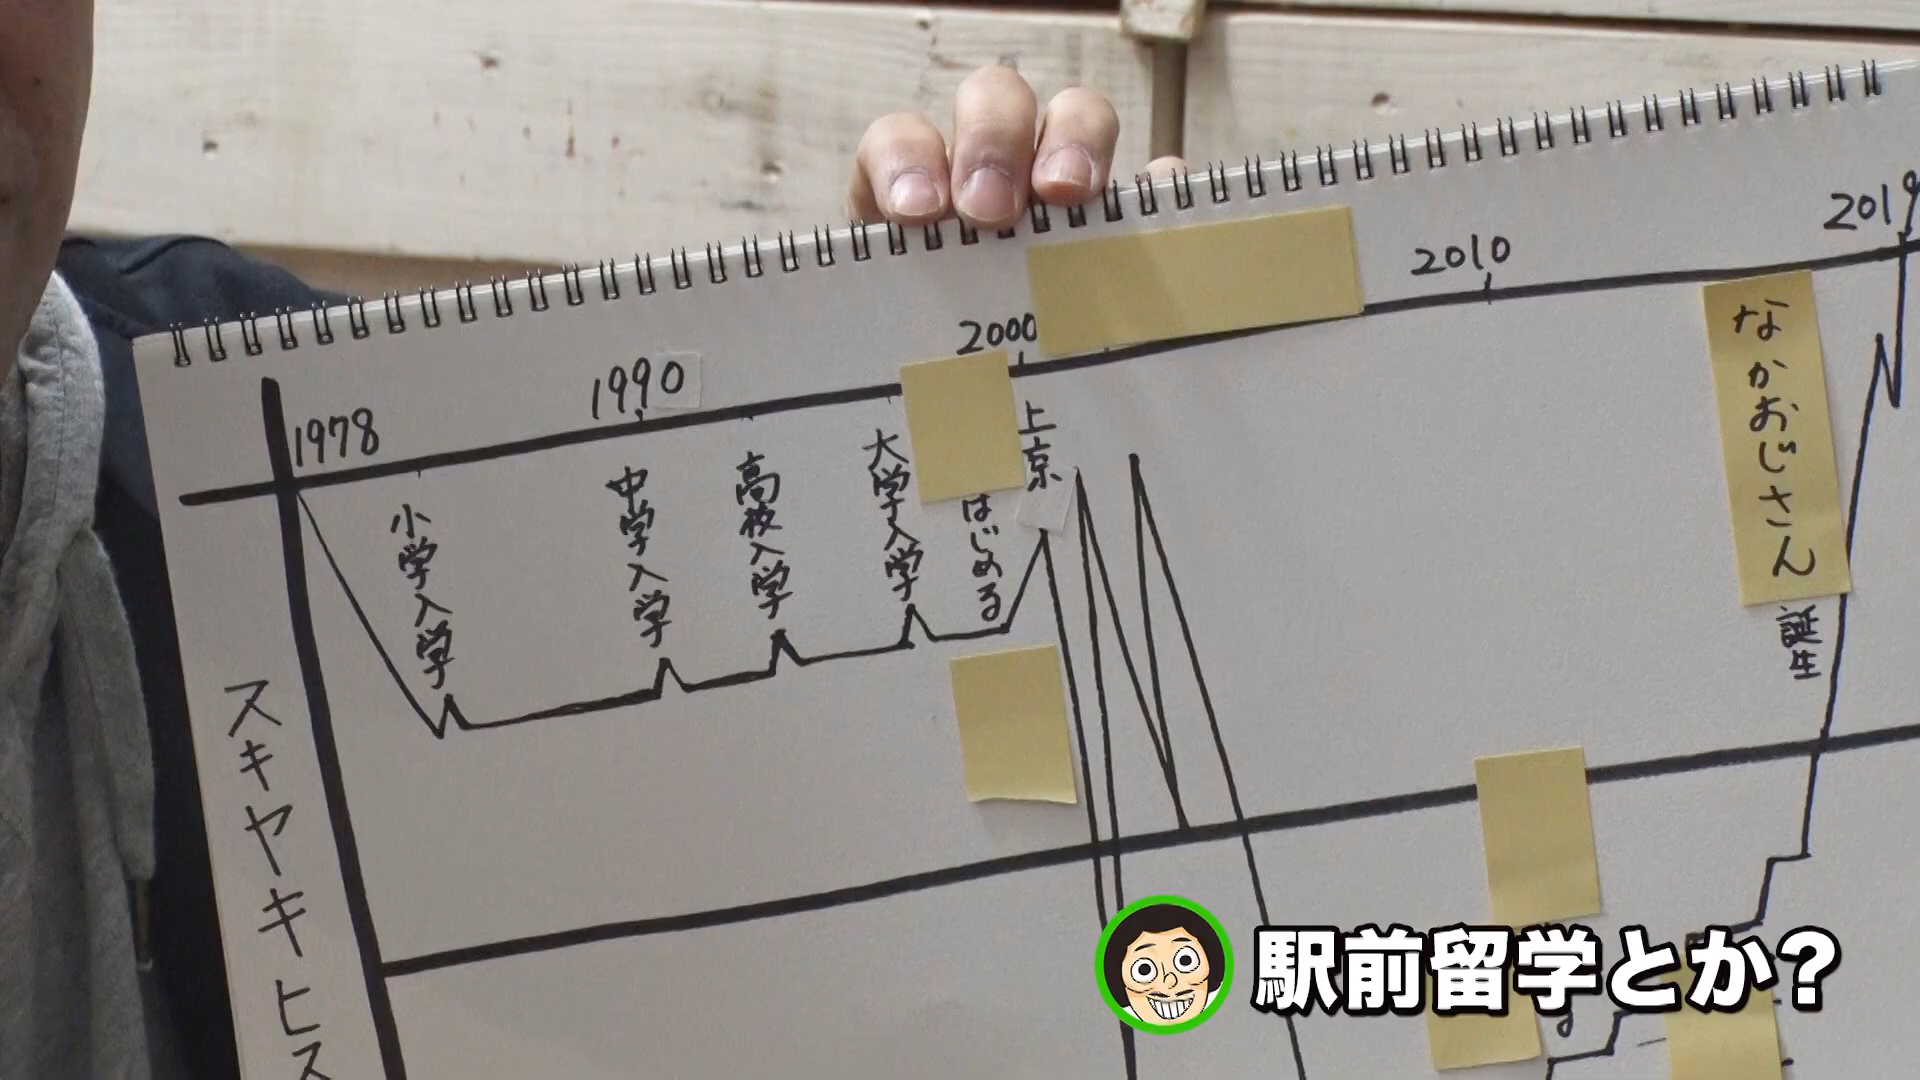 1978
1990
2000
2010
2019
小学入学
中学入学
高校入学
大学入学
はじめる
上京
なかおじさん
誕生
スキヤキヒス
駅前留学とか?